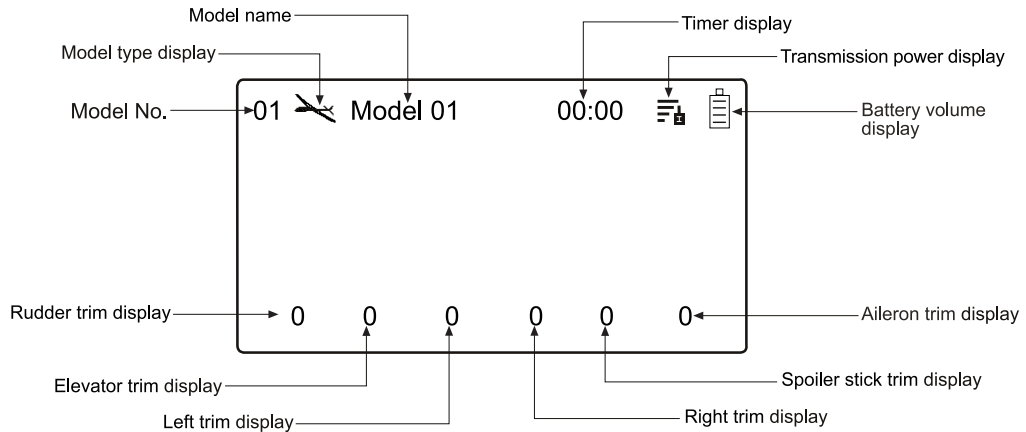 Model name
Timer display
Model type display
Transmission power display
Model No.
01
Model 01
00:00
Battery volume
display
Rudder trim display
0 0 0 0 0 0
Aileron trim display
Elevator trim display
Spoiler stick trim display
Left trim display
Right trim display